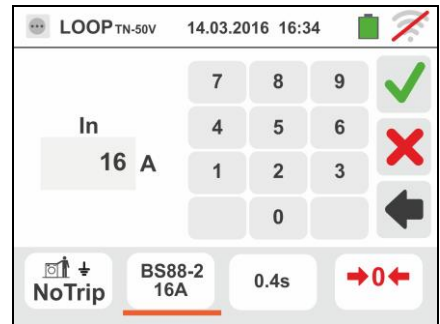 LOOP TN-50V 14.03.2016 16:34
7 8 9
In
4 5 6
16 A
1 2 3
0
NoTrip
BS88-2
16A
0.4s
0